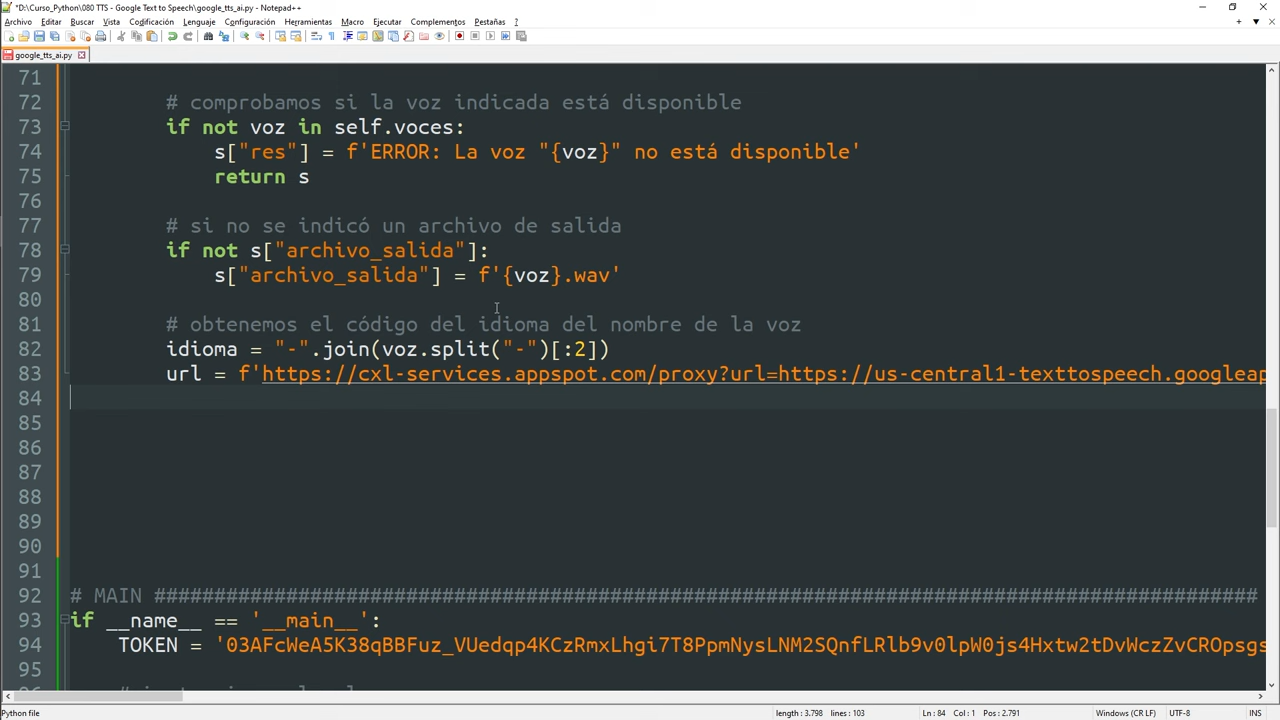 *D:\Curso_Python\080 TTS - Google Text to Speech\google_tts_ai.py - Notepad++
Archivo Editar Buscar Vista Codificación Lenguaje Configuración Herramientas Macro Ejecutar Complementos Pestañas ?
google_tts_ai.py
71
72 # comprobamos si la voz indicada está disponible
73 if not voz in self.voces:
74 s["res"] = f'ERROR: La voz "{voz}" no está disponible'
75 return s
76
77 # si no se indicó un archivo de salida
78 if not s["archivo_salida"]:
79 s["archivo_salida"] = f'{voz}.wav'
80
81 # obtenemos el código del idioma del nombre de la voz
82 idioma = "-".join(voz.split("-")[:2])
83 url = f'https://cxl-services.appspot.com/proxy?url=https://us-central1-texttospeech.googleap
84
85
86
87
88
89
90
91
92 # MAIN ############################################################################################
93 if __name__ == '__main__':
94 TOKEN = '03AFcWeA5K38qBBFuz_VUedqp4KCzRmxLhgi7T8PpmNysLNM2SQnfLRlb9v0lpW0js4Hxtw2tDvWczZvCROpsgs
95
Python file length : 3.798 lines : 103 Ln : 84 Col : 1 Pos : 2.791 Windows (CR LF) UTF-8 INS